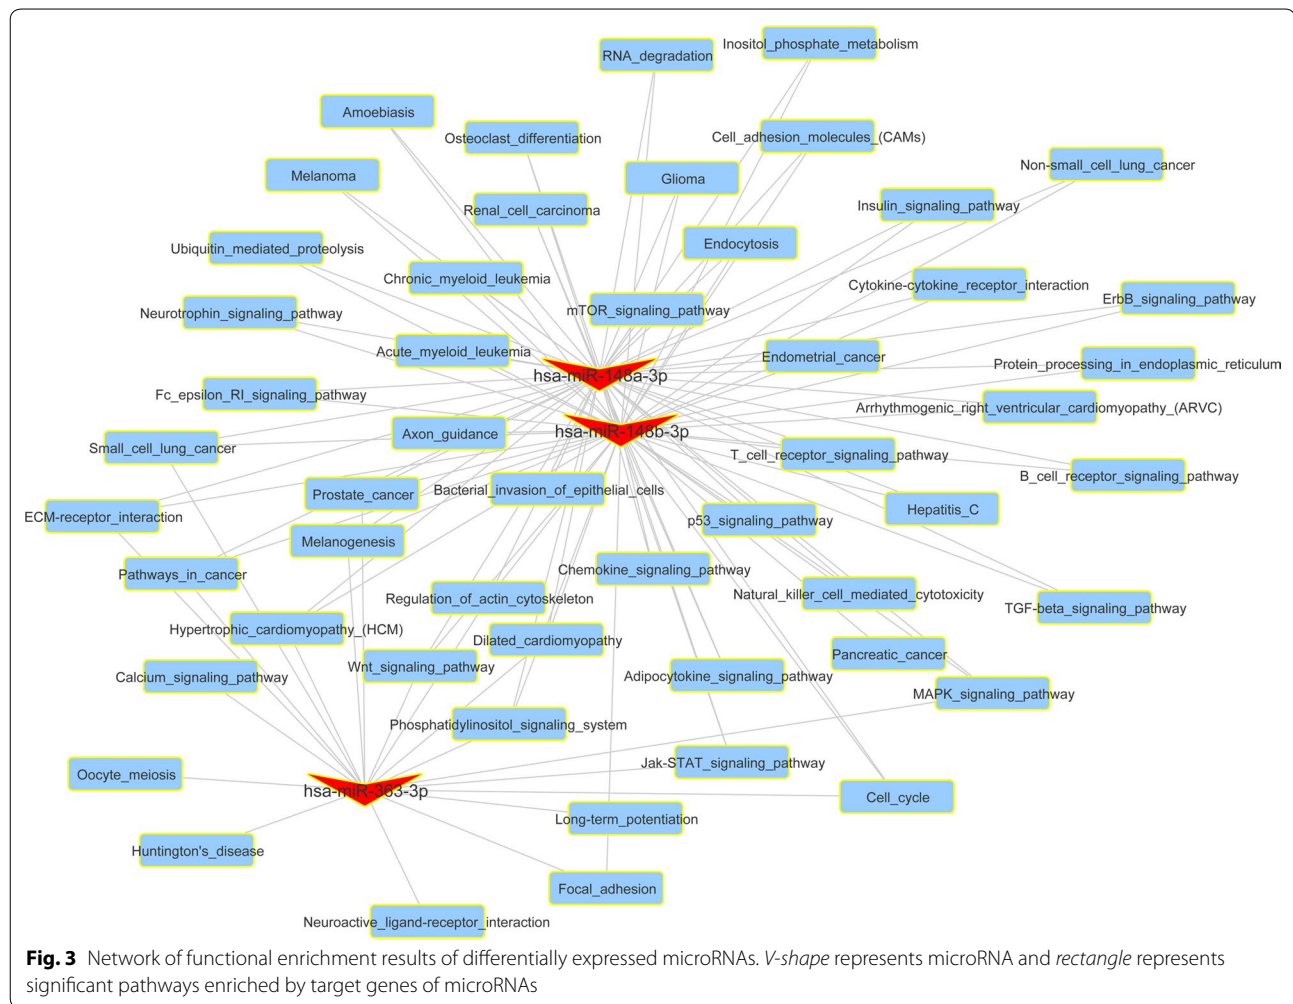 Inositol_phosphate_metabolism
RNA_degradation
Amoebiasis
Osteoclast_differentiation
Cell_adhesion_molecules_(CAMs)
Non-small_cell_lung_cancer
Melanoma
Glioma
Renal_cell_carcinoma
Insulin_signaling_pathway
Ubiquitin_mediated_proteolysis
Endocytosis
Chronic_myeloid_leukemia
Cytokine-cytokine_receptor_interaction
ErbB_signaling_pathway
Neurotrophin_signaling_pathway
mTOR_signaling_pathway
Acute_myeloid_leukemia
Endometrial_cancer
Protein_processing_in_endoplasmic_reticulum
hsa-miR-148a-3p
Fc_epsilon_RI_signaling_pathway
Arrhythmogenic_right_ventricular_cardiomyopathy_(ARVC)
hsa-miR-148b-3p
Axon_guidance
Small_cell_lung_cancer
T_cell_receptor_signaling_pathway
B_cell_receptor_signaling_pathway
Bacterial_invasion_of_epithelial_cells
Prostate_cancer
Hepatitis_C
ECM-receptor_interaction
p53_signaling_pathway
Melanogenesis
Chemokine_signaling_pathway
Pathways_in_cancer
Natural_killer_cell_mediated_cytotoxicity
Regulation_of_actin_cytoskeleton
TGF-beta_signaling_pathway
Hypertrophic_cardiomyopathy_(HCM)
Dilated_cardiomyopathy
Pancreatic_cancer
Wnt_signaling_pathway
Calcium_signaling_pathway
Adipocytokine_signaling_pathway
MAPK_signaling_pathway
Phosphatidylinositol_signaling_system
Jak-STAT_signaling_pathway
Oocyte_meiosis
hsa-miR-363-3p
Cell_cycle
Long-term_potentiation
Huntington's_disease
Focal_adhesion
Neuroactive_ligand-receptor_interaction
Fig. 3 Network of functional enrichment results of differentially expressed microRNAs. V-shape represents microRNA and rectangle represents
significant pathways enriched by target genes of microRNAs